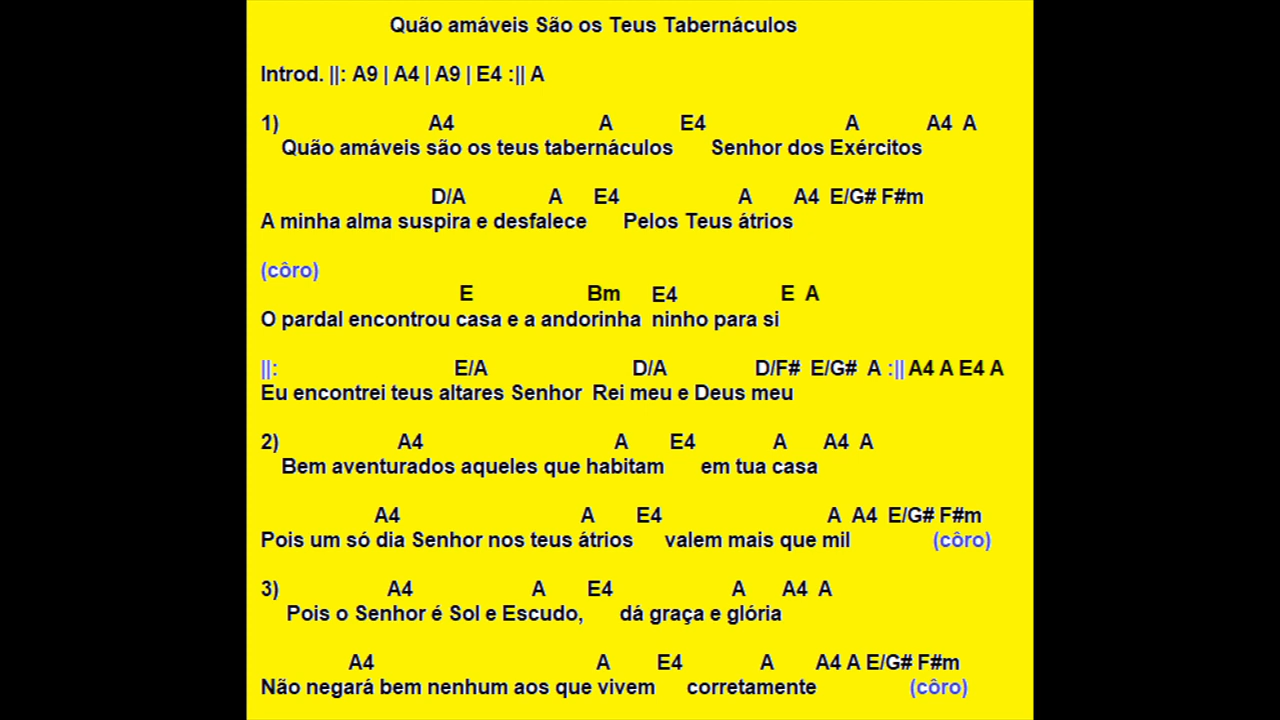 Quão amáveis São os Teus Tabernáculos
Introd. ||: A9 | A4 | A9 | E4 :|| A
1) A4 A E4 A A4 A
Quão amáveis são os teus tabernáculos Senhor dos Exércitos
D/A A E4 A A4 E/G# F#m
A minha alma suspira e desfalece Pelos Teus átrios
(côro)
E Bm E4 E A
O pardal encontrou casa e a andorinha ninho para si
||: E/A D/A D/F# E/G# A :|| A4 A E4 A
Eu encontrei teus altares Senhor Rei meu e Deus meu
2) A4 A E4 A A4 A
Bem aventurados aqueles que habitam em tua casa
A4 A E4 A A4 E/G# F#m
Pois um só dia Senhor nos teus átrios valem mais que mil (côro)
3) A4 A E4 A A4 A
Pois o Senhor é Sol e Escudo, dá graça e glória
A4 A E4 A A4 A E/G# F#m
Não negará bem nenhum aos que vivem corretamente (côro)